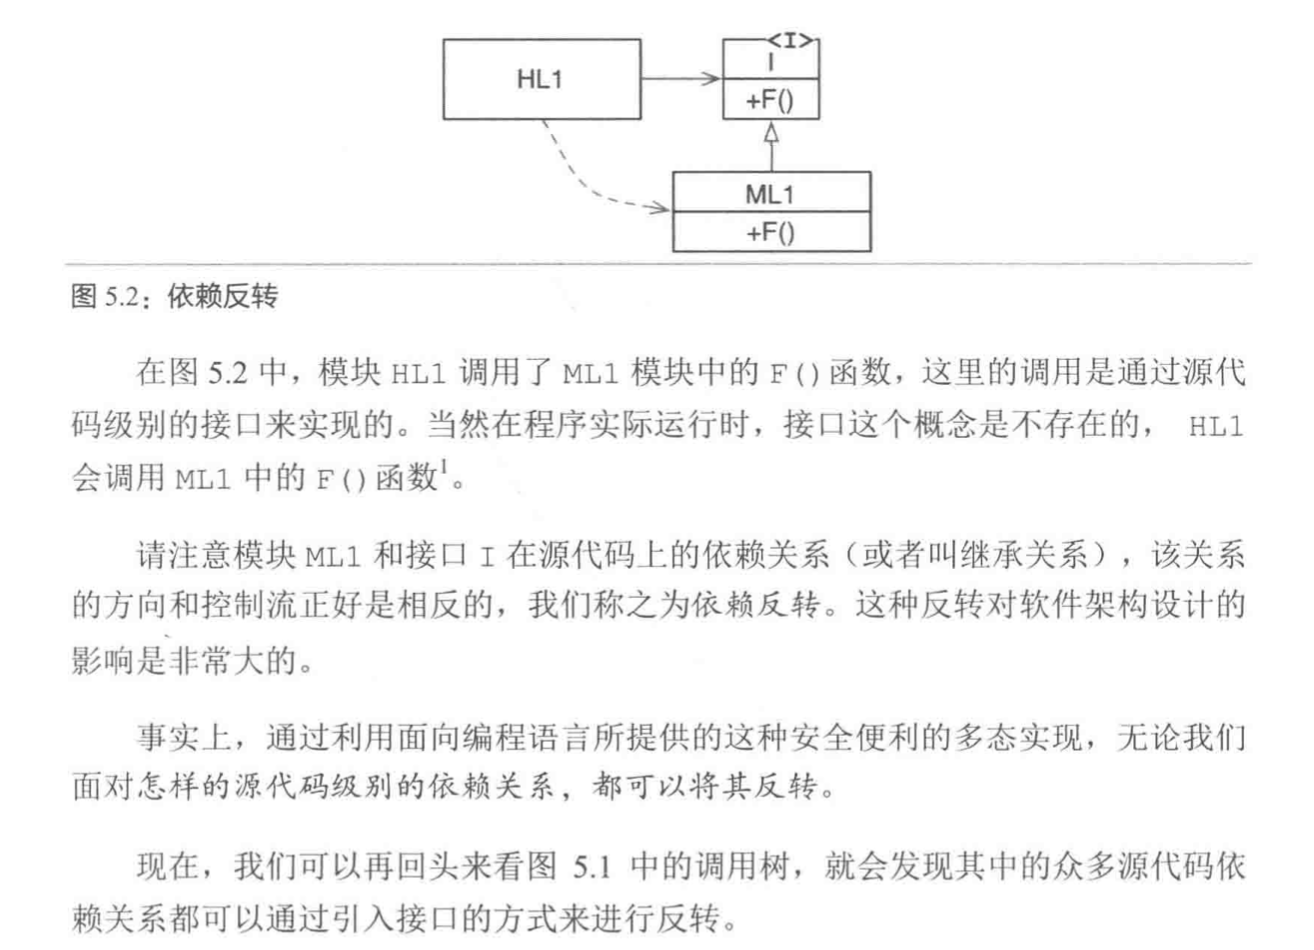 HL1
<I>
I
+F()
ML1
+F()
图 5.2：依赖反转
在图 5.2 中，模块 HL1 调用了 ML1 模块中的 F()函数，这里的调用是通过源代
码级别的接口来实现的。当然在程序实际运行时，接口这个概念是不存在的， HL1
会调用 ML1 中的 F()函数1。
请注意模块 ML1 和接口 I 在源代码上的依赖关系（或者叫继承关系），该关系
的方向和控制流正好是相反的，我们称之为依赖反转。这种反转对软件架构设计的
影响是非常大的。
事实上，通过利用面向编程语言所提供的这种安全便利的多态实现，无论我们
面对怎样的源代码级别的依赖关系，都可以将其反转。
现在，我们可以再回头来看图 5.1 中的调用树，就会发现其中的众多源代码依
赖关系都可以通过引入接口的方式来进行反转。